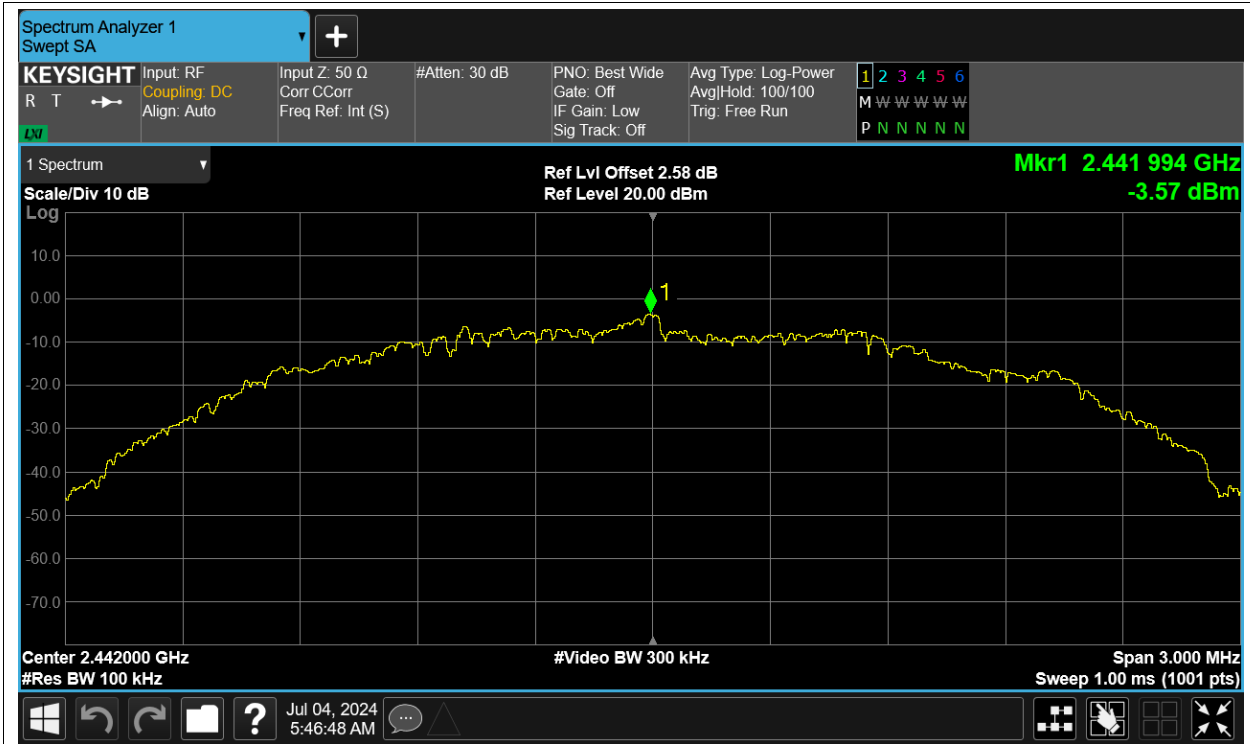 Spectrum Analyzer 1
Swept SA
KEYSIGHT
R T
LXI
Input: RF
Coupling: DC
Align: Auto
Input Z: 50 Ω
Corr CCorr
Freq Ref: Int (S)
#Atten: 30 dB
PNO: Best Wide
Gate: Off
IF Gain: Low
Sig Track: Off
Avg Type: Log-Power
Avg|Hold: 100/100
Trig: Free Run
1 2 3 4 5 6
M W W W W W
P N N N N N
1 Spectrum
Scale/Div 10 dB
Log
Ref Lvl Offset 2.58 dB
Ref Level 20.00 dBm
Mkr1 2.441 994 GHz
-3.57 dBm
1
10.0
0.00
-10.0
-20.0
-30.0
-40.0
-50.0
-60.0
-70.0
Center 2.442000 GHz
#Res BW 100 kHz
#Video BW 300 kHz
Span 3.000 MHz
Sweep 1.00 ms (1001 pts)
?
Jul 04, 2024
5:46:48 AM